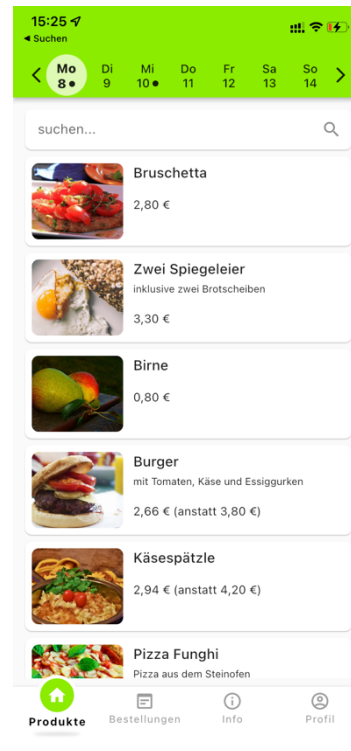 15:25
◀ Suchen
Mo Di Mi Do Fr Sa So
8 9 10 11 12 13 14
suchen...
Bruschetta
2,80 €
Zwei Spiegeleier
inklusive zwei Brotscheiben
3,30 €
Birne
0,80 €
Burger
mit Tomaten, Käse und Essiggurken
2,66 € (anstatt 3,80 €)
Käsespätzle
2,94 € (anstatt 4,20 €)
Pizza Funghi
Pizza aus dem Steinofen
Produkte Bestellungen Info Profil